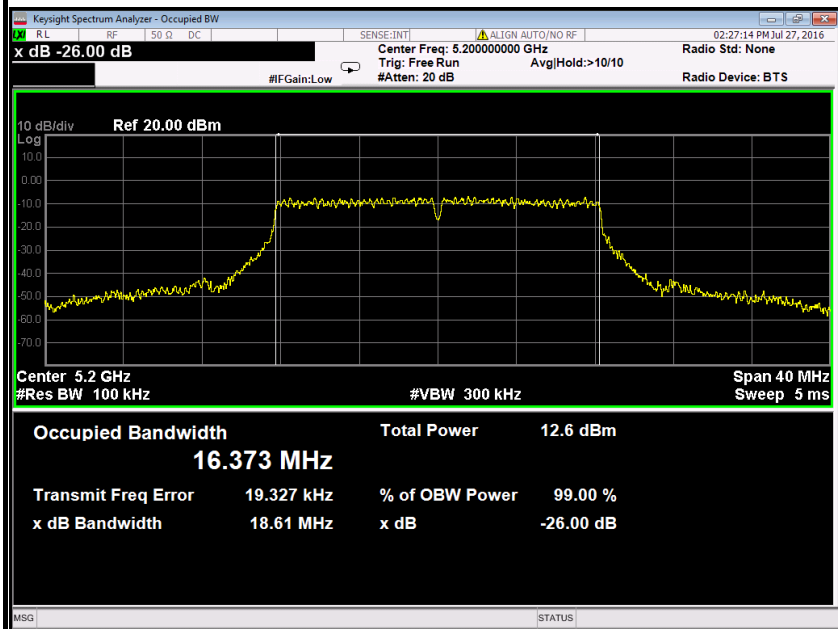 Keysight Spectrum Analyzer - Occupied BW
LXI RL RF 50 Ω DC SENSE:INT ALIGN AUTO/NO RF 02:27:14 PM Jul 27, 2016
x dB -26.00 dB Center Freq: 5.200000000 GHz Radio Std: None
Trig: Free Run Avg|Hold:>10/10
#IFGain:Low #Atten: 20 dB Radio Device: BTS
10 dB/div Ref 20.00 dBm
Log
10.0
0.00
-10.0
-20.0
-30.0
-40.0
-50.0
-60.0
-70.0
Center 5.2 GHz Span 40 MHz
#Res BW 100 kHz #VBW 300 kHz Sweep 5 ms
Occupied Bandwidth Total Power 12.6 dBm
16.373 MHz
Transmit Freq Error 19.327 kHz % of OBW Power 99.00 %
x dB Bandwidth 18.61 MHz x dB -26.00 dB
MSG STATUS